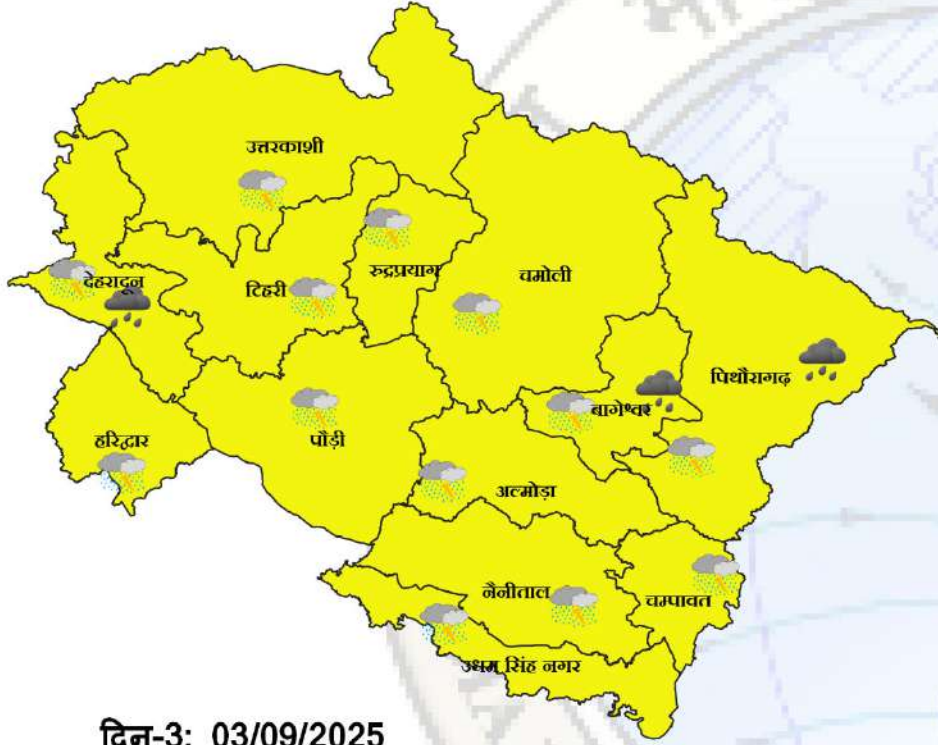 उत्तरकाशी
देहरादून
टिहरी
रुद्रप्रयाग
चमोली
हरिद्वार
पौड़ी
बागेश्वर
पिथौरागढ़
अल्मोड़ा
नैनीताल
चम्पावत
उधम सिंह नगर
दिन-3: 03/09/2025